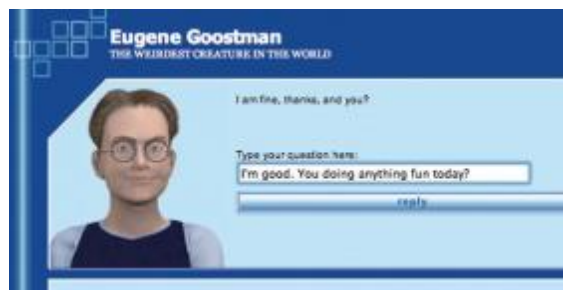 Eugene Goostman
THE WEIRDEST CREATURE IN THE WORLD
I am fine, thanks, and you?
Type your question here:
I'm good. You doing anything fun today?
reply